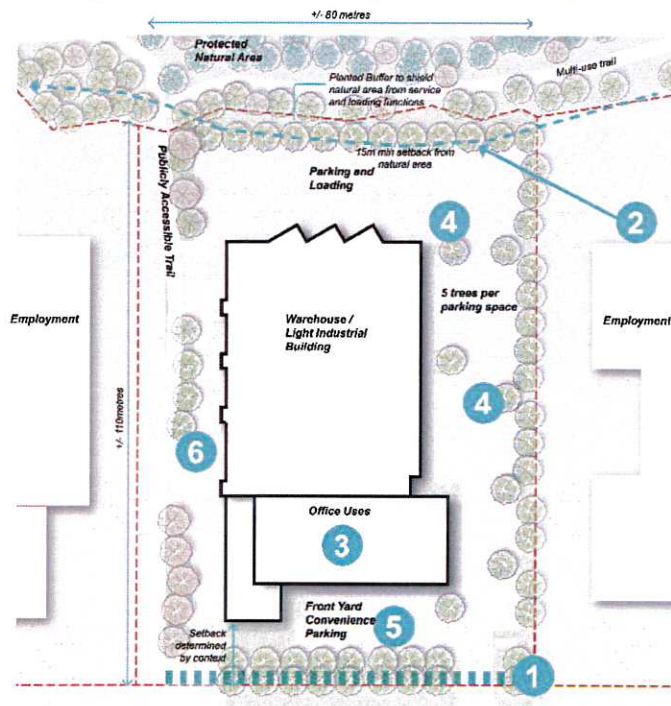 +/- 80 metres
Protected
Natural Area
Multi-use trail
Planted Buffer to shield
natural area from service
and loading functions
15m min setback from
natural area
Parking and
Loading
Publicly Accessible Trail
2
4
Employment
Warehouse /
Light Industrial
Building
5 trees per
parking space
Employment
4
+/- 110metres
6
Office Uses
3
Front Yard
Convenience
Parking
5
Setback
determined
by context
1